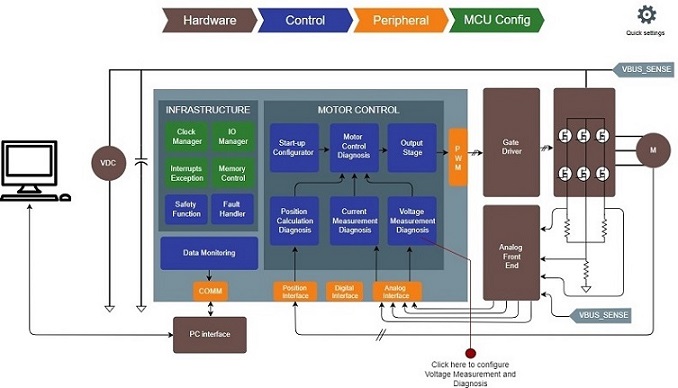 Hardware
Control
Peripheral
MCU Config
Quick settings
VBUS_SENSE
INFRASTRUCTURE
MOTOR CONTROL
Clock
Manager
IO
Manager
Start-up
Configurator
Motor
Control
Diagnosis
Output
Stage
PWM
Gate
Driver
M
VDC
Interrupts
Exception
Memory
Control
Safety
Function
Fault
Handler
Position
Calculation
Diagnosis
Current
Measurement
Diagnosis
Voltage
Measurement
Diagnosis
Data Monitoring
Analog
Front
End
COMM
Position
Interface
Digital
Interface
Analog
Interface
VBUS_SENSE
PC interface
Click here to configure
Voltage Measurement and
Diagnosis